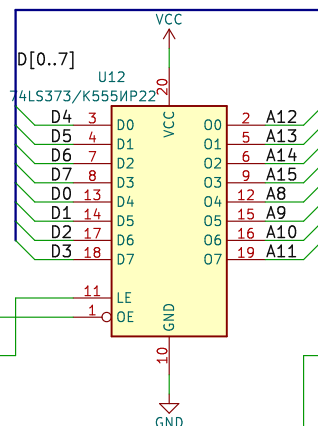 VCC
D[0..7]
U12
74LS373/К555ИР22
20
VCC
D4 3 D0 O0 2 A12
D5 4 D1 O1 5 A13
D6 7 D2 O2 6 A14
D7 8 D3 O3 9 A15
D0 13 D4 O4 12 A8
D1 14 D5 O5 15 A9
D2 17 D6 O6 16 A10
D3 18 D7 O7 19 A11
11 LE
1 OE
GND
10
GND